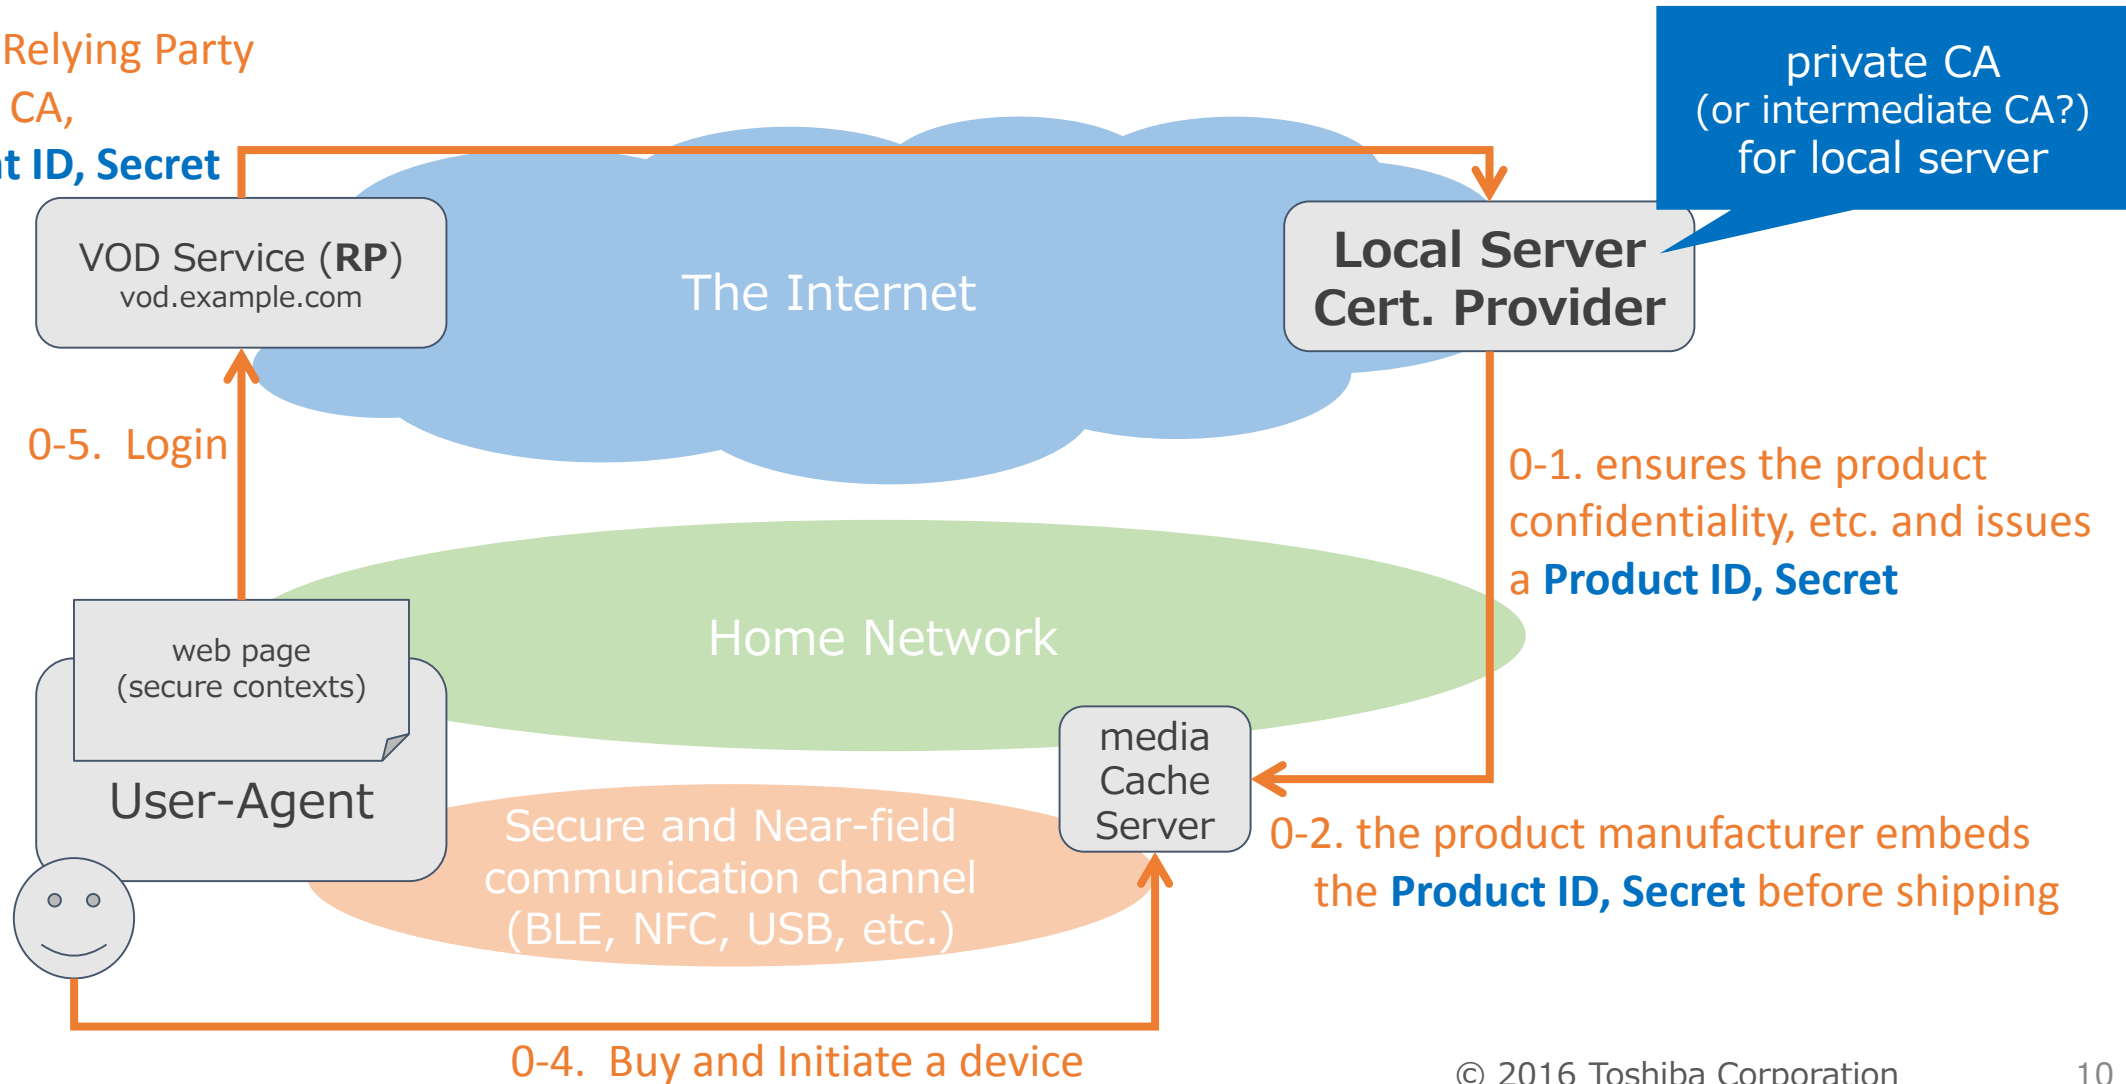 Relying Party
CA,
t ID, Secret
private CA
(or intermediate CA?)
for local server
VOD Service (RP)
vod.example.com
The Internet
Local Server
Cert. Provider
0-5. Login
0-1. ensures the product
confidentiality, etc. and issues
a Product ID, Secret
Home Network
web page
(secure contexts)
User-Agent
media
Cache
Server
Secure and Near-field
communication channel
(BLE, NFC, USB, etc.)
0-2. the product manufacturer embeds
the Product ID, Secret before shipping
0-4. Buy and Initiate a device
© 2016 Toshiba Corporation
10